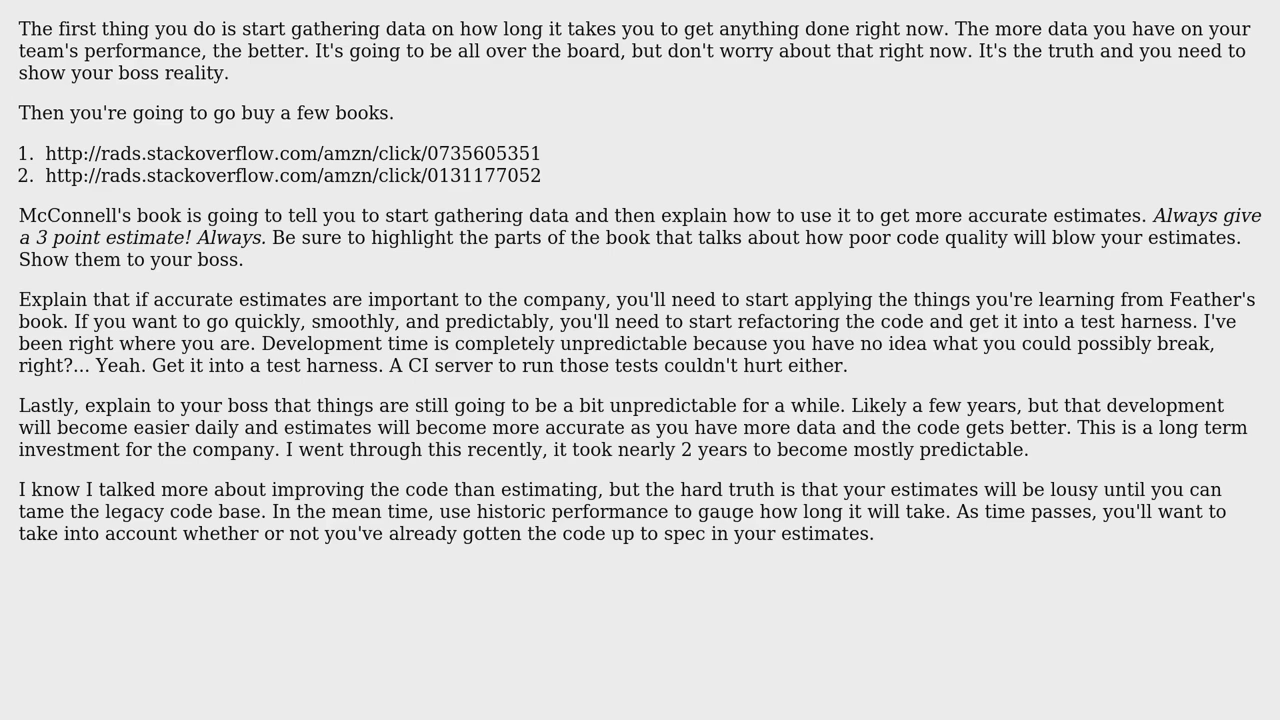 The first thing you do is start gathering data on how long it takes you to get anything done right now. The more data you have on your
team's performance, the better. It's going to be all over the board, but don't worry about that right now. It's the truth and you need to
show your boss reality.
Then you're going to go buy a few books.
1. http://rads.stackoverflow.com/amzn/click/0735605351
2. http://rads.stackoverflow.com/amzn/click/0131177052
McConnell's book is going to tell you to start gathering data and then explain how to use it to get more accurate estimates. Always give
a 3 point estimate! Always. Be sure to highlight the parts of the book that talks about how poor code quality will blow your estimates.
Show them to your boss.
Explain that if accurate estimates are important to the company, you'll need to start applying the things you're learning from Feather's
book. If you want to go quickly, smoothly, and predictably, you'll need to start refactoring the code and get it into a test harness. I've
been right where you are. Development time is completely unpredictable because you have no idea what you could possibly break,
right?... Yeah. Get it into a test harness. A CI server to run those tests couldn't hurt either.
Lastly, explain to your boss that things are still going to be a bit unpredictable for a while. Likely a few years, but that development
will become easier daily and estimates will become more accurate as you have more data and the code gets better. This is a long term
investment for the company. I went through this recently, it took nearly 2 years to become mostly predictable.
I know I talked more about improving the code than estimating, but the hard truth is that your estimates will be lousy until you can
tame the legacy code base. In the mean time, use historic performance to gauge how long it will take. As time passes, you'll want to
take into account whether or not you've already gotten the code up to spec in your estimates.